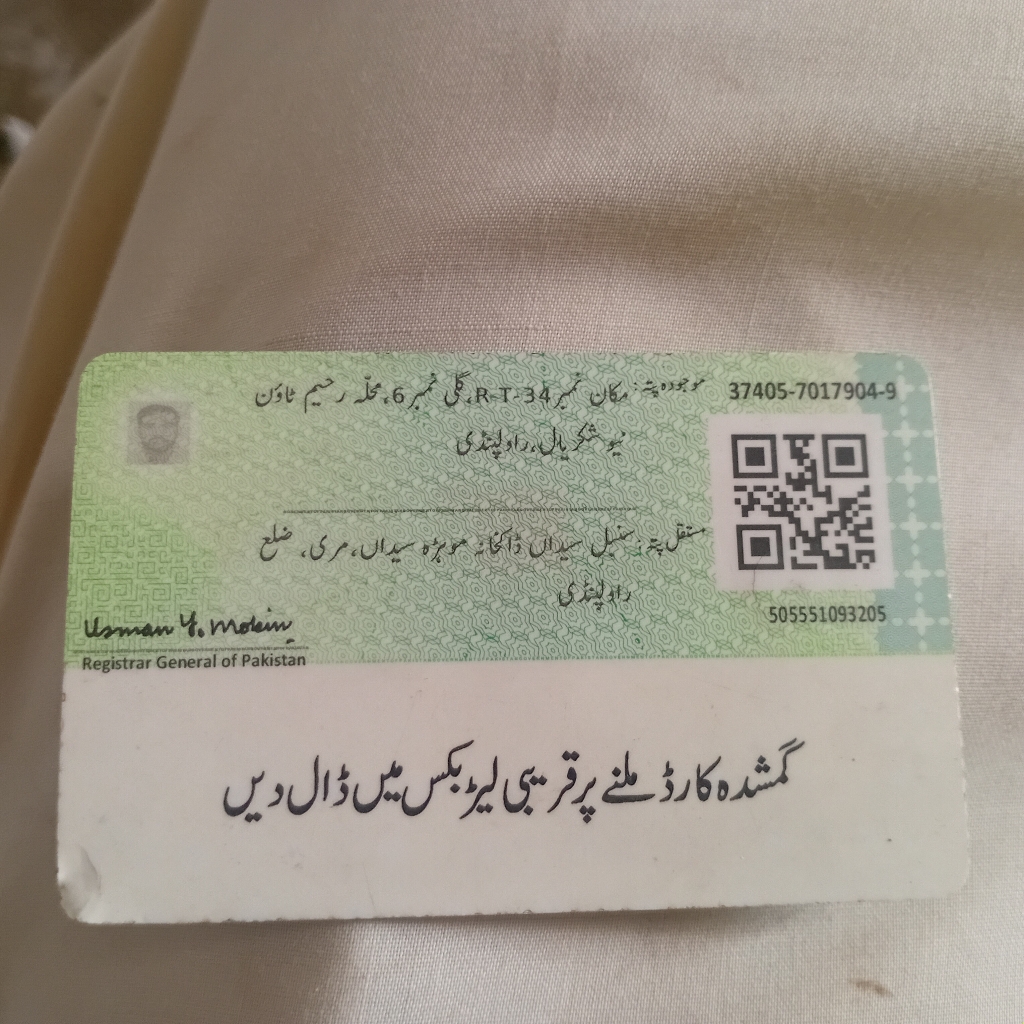 موجودہ پتہ: مکان نمبر R-T-34، گلی نمبر 6، محلّہ رحیم ٹاؤن
نیو شکریال، راولپنڈی
37405-7017904-9
مستقل پتہ: سنبل سیداں ڈاکخانہ موہڑہ سیداں، مری، ضلع
راولپنڈی
505551093205
Usman Y. Mobin
Registrar General of Pakistan
گمشدہ کارڈ ملنے پر قریبی لیٹر بکس میں ڈال دیں